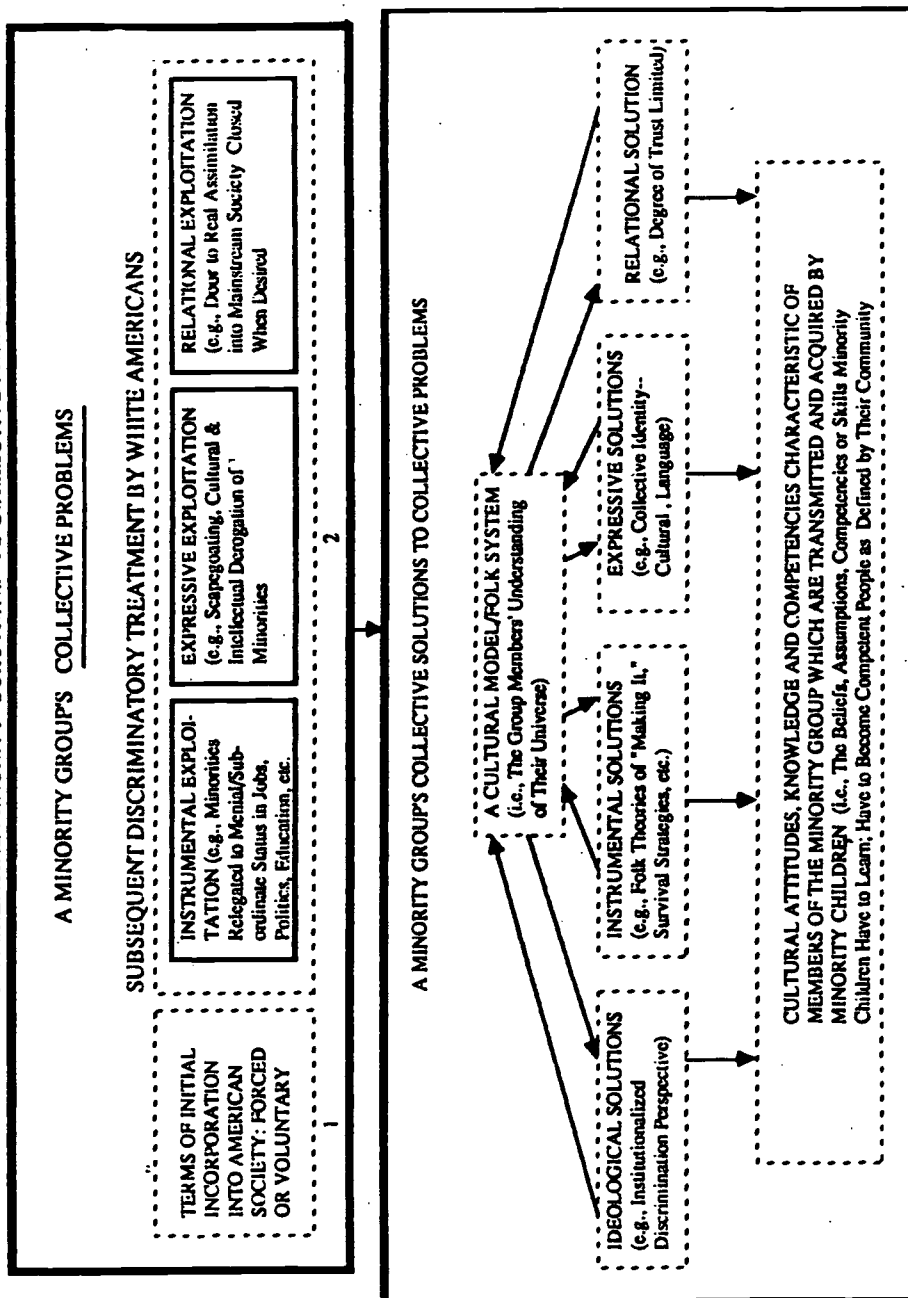 A MINORITY GROUP'S COLLECTIVE PROBLEMS
TERMS OF INITIAL
INCORPORATION
INTO AMERICAN
SOCIETY: FORCED
OR VOLUNTARY
1
SUBSEQUENT DISCRIMINATORY TREATMENT BY WHITE AMERICANS
INSTRUMENTAL EXPLOI-
TATION (e.g., Minorities
Relegated to Menial/Sub-
ordinate Status in Jobs,
Politics, Education, etc.
EXPRESSIVE EXPLOITATION
(e.g., Scapegoating, Cultural &
Intellectual Derogation of
Minorities
RELATIONAL EXPLOITATION
(e.g., Door to Real Assimilation
into Mainstream Society Closed
When Desired
2
A MINORITY GROUP'S COLLECTIVE SOLUTIONS TO COLLECTIVE PROBLEMS
A CULTURAL MODEL/FOLK SYSTEM
(i.e., The Group Members' Understanding
of Their Universe)
IDEOLOGICAL SOLUTIONS
(e.g., Institutionalized
Discrimination Perspective)
INSTRUMENTAL SOLUTIONS
(e.g., Folk Theories of "Making It,"
Survival Strategies, etc.)
EXPRESSIVE SOLUTIONS
(e.g., Collective Identity--
Cultural , Language)
RELATIONAL SOLUTION
(e.g., Degree of Trust Limited)
CULTURAL ATTITUDES, KNOWLEDGE AND COMPETENCIES CHARACTERISTIC OF
MEMBERS OF THE MINORITY GROUP WHICH ARE TRANSMITTED AND ACQUIRED BY
MINORITY CHILDREN (i.e., The Beliefs, Assumptions, Competencies or Skills Minority
Children Have to Learn; Have to Become Competent People as Defined by Their Community